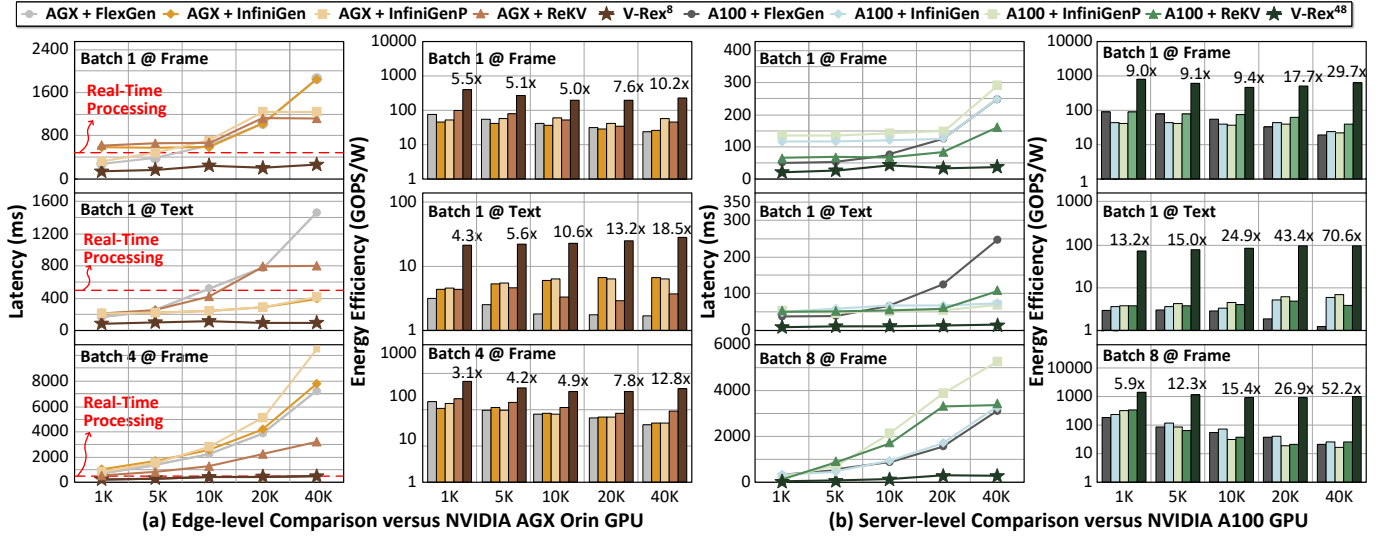 AGX + FlexGen AGX + InfiniGen AGX + InfiniGenP AGX + ReKV V-Rex⁸ A100 + FlexGen A100 + InfiniGen A100 + InfiniGenP A100 + ReKV V-Rex⁴⁸
Latency (ms)
2400
1800
1200
600
0
Batch 1 @ Frame
Real-Time
Processing
1600
1200
800
400
0
Batch 1 @ Text
Real-Time
Processing
8000
6000
4000
2000
0
Batch 4 @ Frame
Real-Time
Processing
1K 5K 10K 20K 40K
Energy Efficiency (GOPS/W)
1000
100
10
1
Batch 1 @ Frame
5.5x 5.1x 5.0x 7.6x 10.2x
100
10
1
Batch 1 @ Text
4.3x 5.6x 10.6x 13.2x 18.5x
1000
100
10
1
Batch 4 @ Frame
3.1x 4.2x 4.9x 7.8x 12.8x
1K 5K 10K 20K 40K
(a) Edge-level Comparison versus NVIDIA AGX Orin GPU
Latency (ms)
400
350
300
250
200
150
100
50
0
Batch 1 @ Frame
350
300
250
200
150
100
50
0
Batch 1 @ Text
6000
4000
2000
0
Batch 8 @ Frame
1K 5K 10K 20K 40K
Energy Efficiency (GOPS/W)
10000
1000
100
10
1
Batch 1 @ Frame
9.0x 9.1x 9.4x 17.7x 29.7x
1000
100
10
1
Batch 1 @ Text
13.2x 15.0x 24.9x 43.4x 70.6x
10000
1000
100
10
1
Batch 8 @ Frame
5.9x 12.3x 15.4x 26.9x 52.2x
1K 5K 10K 20K 40K
(b) Server-level Comparison versus NVIDIA A100 GPU